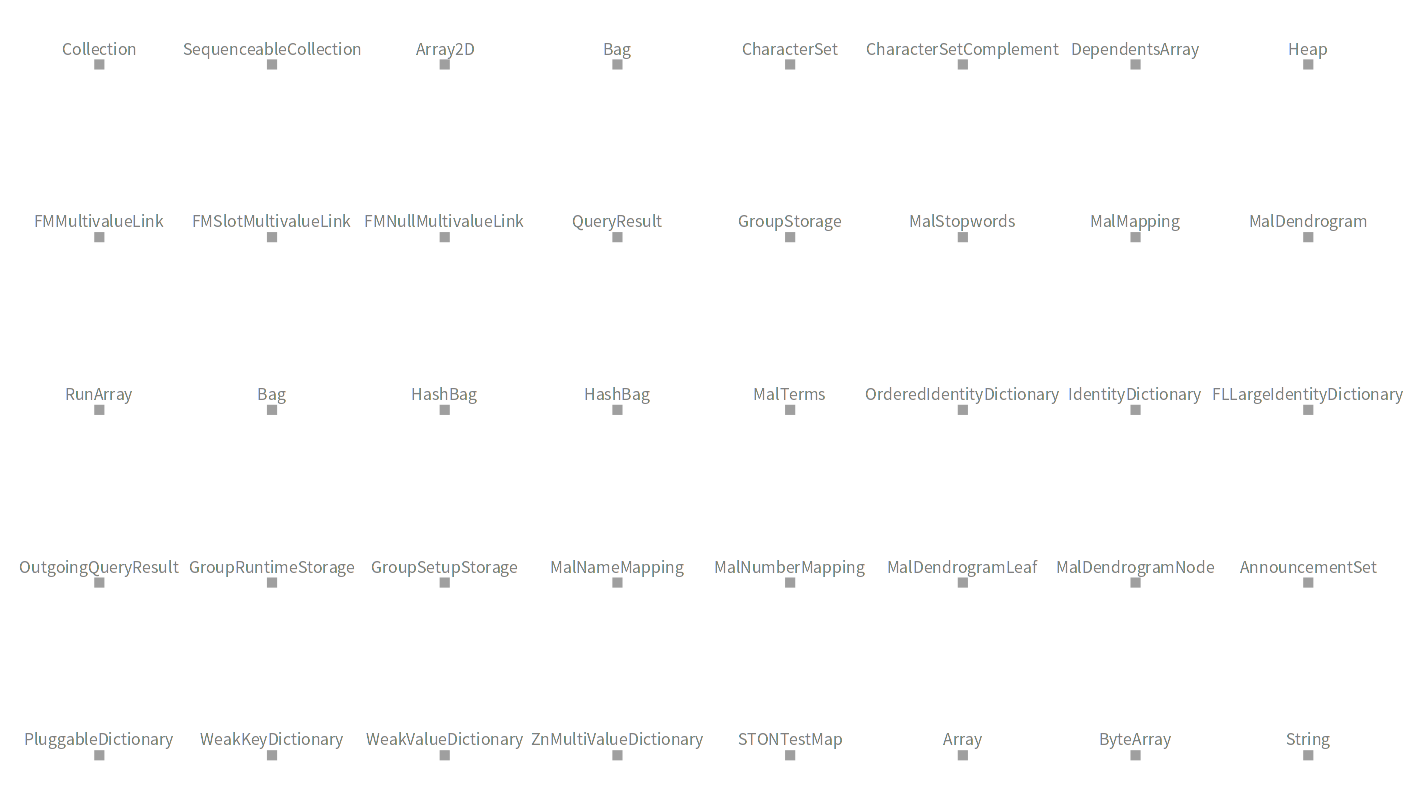 Collection SequenceableCollection Array2D Bag CharacterSet CharacterSetComplement DependentsArray Heap
FMMultivalueLink FMSlotMultivalueLink FMNullMultivalueLink QueryResult GroupStorage MalStopwords MalMapping MalDendrogram
RunArray Bag HashBag HashBag MalTerms OrderedIdentityDictionary IdentityDictionary FLLargeIdentityDictionary
OutgoingQueryResult GroupRuntimeStorage GroupSetupStorage MalNameMapping MalNumberMapping MalDendrogramLeaf MalDendrogramNode AnnouncementSet
PluggableDictionary WeakKeyDictionary WeakValueDictionary ZnMultiValueDictionary STONTestMap Array ByteArray String